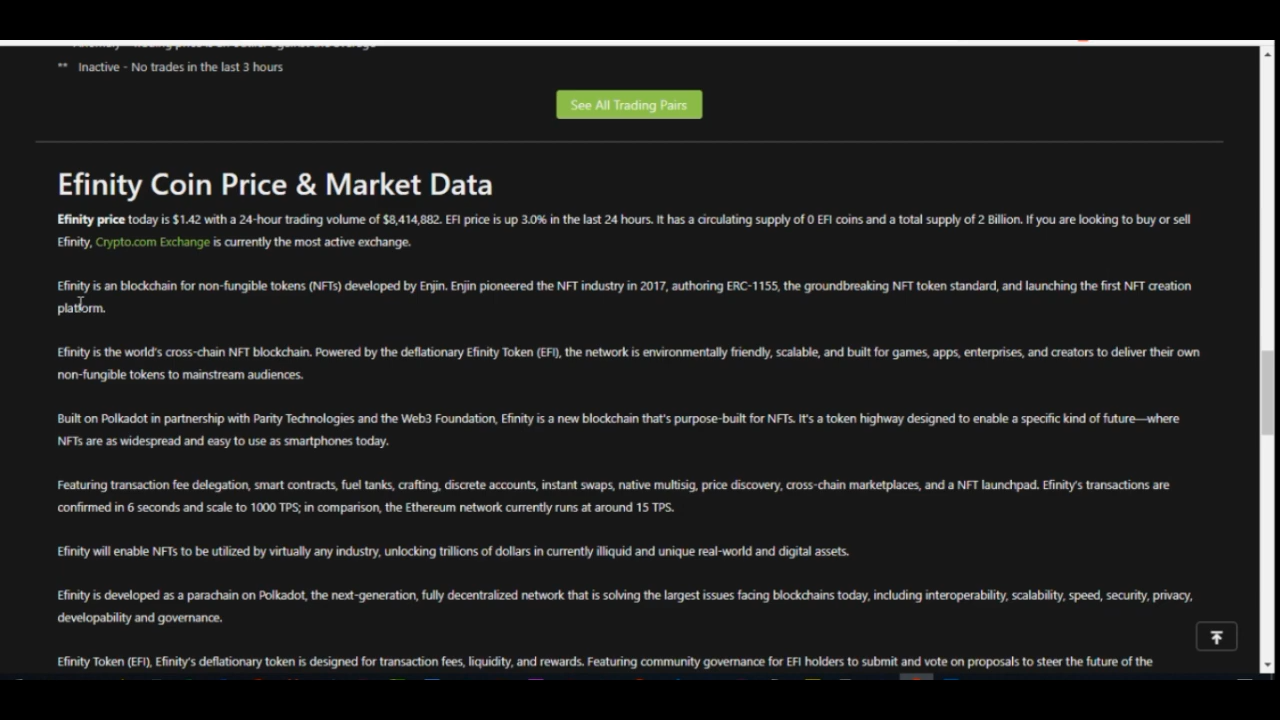 ** Inactive - No trades in the last 3 hours
See All Trading Pairs
Efinity Coin Price & Market Data
Efinity price today is $1.42 with a 24-hour trading volume of $8,414,882. EFI price is up 3.0% in the last 24 hours. It has a circulating supply of 0 EFI coins and a total supply of 2 Billion. If you are looking to buy or sell
Efinity, Crypto.com Exchange is currently the most active exchange.
Efinity is an blockchain for non-fungible tokens (NFTs) developed by Enjin. Enjin pioneered the NFT industry in 2017, authoring ERC-1155, the groundbreaking NFT token standard, and launching the first NFT creation
platform.
Efinity is the world's cross-chain NFT blockchain. Powered by the deflationary Efinity Token (EFI), the network is environmentally friendly, scalable, and built for games, apps, enterprises, and creators to deliver their own
non-fungible tokens to mainstream audiences.
Built on Polkadot in partnership with Parity Technologies and the Web3 Foundation, Efinity is a new blockchain that's purpose-built for NFTs. It's a token highway designed to enable a specific kind of future—where
NFTs are as widespread and easy to use as smartphones today.
Featuring transaction fee delegation, smart contracts, fuel tanks, crafting, discrete accounts, instant swaps, native multisig, price discovery, cross-chain marketplaces, and a NFT launchpad. Efinity's transactions are
confirmed in 6 seconds and scale to 1000 TPS; in comparison, the Ethereum network currently runs at around 15 TPS.
Efinity will enable NFTs to be utilized by virtually any industry, unlocking trillions of dollars in currently illiquid and unique real-world and digital assets.
Efinity is developed as a parachain on Polkadot, the next-generation, fully decentralized network that is solving the largest issues facing blockchains today, including interoperability, scalability, speed, security, privacy,
developability and governance.
Efinity Token (EFI), Efinity's deflationary token is designed for transaction fees, liquidity, and rewards. Featuring community governance for EFI holders to submit and vote on proposals to steer the future of the